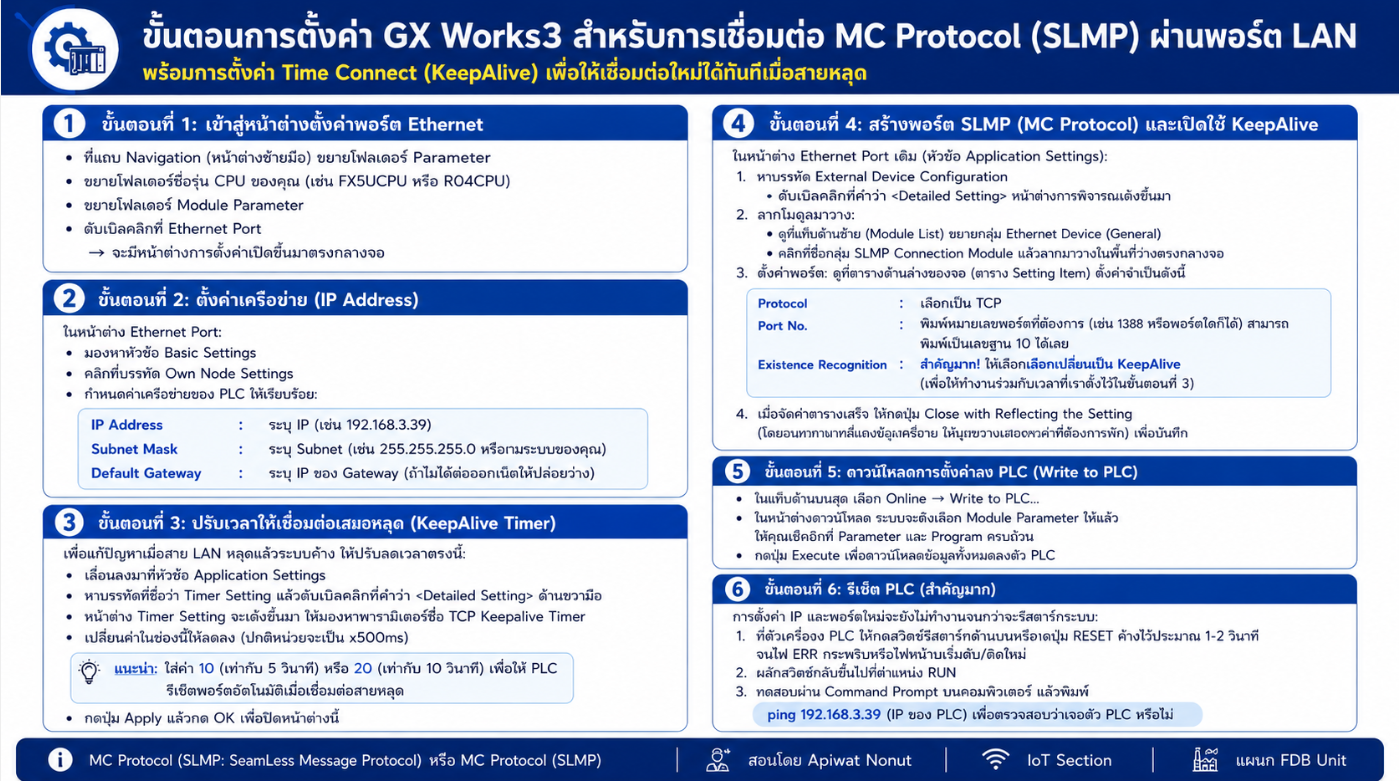 ขั้นตอนการตั้งค่า GX Works3 สำหรับการเชื่อมต่อ MC Protocol (SLMP) ผ่านพอร์ต LAN
พร้อมการตั้งค่า Time Connect (KeepAlive) เพื่อให้เชื่อมต่อใหม่ได้ทันทีเมื่อสายหลุด
1 ขั้นตอนที่ 1: เข้าสู่หน้าต่างตั้งค่าพอร์ต Ethernet
• ที่แถบ Navigation (หน้าต่างซ้ายมือ) ขยายโฟลเดอร์ Parameter
• ขยายโฟลเดอร์ชื่อรุ่น CPU ของคุณ (เช่น FX5UCPU หรือ R04CPU)
• ขยายโฟลเดอร์ Module Parameter
• ดับเบิลคลิกที่ Ethernet Port
→ จะมีหน้าต่างการตั้งค่าเปิดขึ้นมาตรงกลางจอ
2 ขั้นตอนที่ 2: ตั้งค่าเครือข่าย (IP Address)
ในหน้าต่าง Ethernet Port:
• มองหาหัวข้อ Basic Settings
• คลิกที่บรรทัด Own Node Settings
• กำหนดค่าเครือข่ายของ PLC ให้เรียบร้อย:
IP Address : ระบุ IP (เช่น 192.168.3.39)
Subnet Mask : ระบุ Subnet (เช่น 255.255.255.0 หรือตามระบบของคุณ)
Default Gateway : ระบุ IP ของ Gateway (ถ้าไม่ได้ต่อออกเน็ตให้ปล่อยว่าง)
3 ขั้นตอนที่ 3: ปรับเวลาให้เชื่อมต่อเสมอหลุด (KeepAlive Timer)
เพื่อแก้ปัญหาเมื่อสาย LAN หลุดแล้วระบบค้าง ให้ปรับลดเวลาตรงนี้:
• เลื่อนลงมาที่หัวข้อ Application Settings
• หาบรรทัดที่ชื่อว่า Timer Setting แล้วดับเบิลคลิกที่คำว่า <Detailed Setting> ด้านขวามือ
• หน้าต่าง Timer Setting จะเด้งขึ้นมา ให้มองหาพารามิเตอร์ชื่อ TCP Keepalive Timer
• เปลี่ยนค่าในช่องนี้ให้ลดลง (ปกติหน่วยจะเป็น x500ms)
แนะนำ: ใส่ค่า 10 (เท่ากับ 5 วินาที) หรือ 20 (เท่ากับ 10 วินาที) เพื่อให้ PLC
รีเซ็ตพอร์ตอัตโนมัติเมื่อเชื่อมต่อสายหลุด
• กดปุ่ม Apply แล้วกด OK เพื่อปิดหน้าต่างนี้
4 ขั้นตอนที่ 4: สร้างพอร์ต SLMP (MC Protocol) และเปิดใช้ KeepAlive
ในหน้าต่าง Ethernet Port เดิม (หัวข้อ Application Settings):
1. หาบรรทัด External Device Configuration
• ดับเบิลคลิกที่คำว่า <Detailed Setting> หน้าต่างการพิจารณเด้งขึ้นมา
2. ลากโมดูลมาวาง:
• ดูที่แท็บด้านซ้าย (Module List) ขยายกลุ่ม Ethernet Device (General)
• คลิกที่ชื่อกลุ่ม SLMP Connection Module แล้วลากมาวางในพื้นที่ว่างตรงกลางจอ
3. ตั้งค่าพอร์ต: ดูที่ตารางด้านล่างของจอ (ตาราง Setting Item) ตั้งค่าจำเป็นดังนี้
Protocol : เลือกเป็น TCP
Port No. : พิมพ์หมายเลขพอร์ตที่ต้องการ (เช่น 1388 หรือพอร์ตใดก็ได้) สามารถ
พิมพ์เป็นเลขฐาน 10 ได้เลย
Existence Recognition : สำคัญมาก! ให้เลือกเลือกเปลี่ยนเป็น KeepAlive
(เพื่อให้ทำงานร่วมกับเวลาที่เราตั้งไว้ในขั้นตอนที่ 3)
4. เมื่อจัดค่าตารางเสร็จ ให้กดปุ่ม Close with Reflecting the Setting
เพื่อบันทึก
5 ขั้นตอนที่ 5: ดาวน์โหลดการตั้งค่าลง PLC (Write to PLC)
• ในแท็บด้านบนสุด เลือก Online → Write to PLC...
• ในหน้าต่างดาวน์โหลด ระบบจะดึงเลือก Module Parameter ให้แล้ว
ให้คุณเช็คอีกที่ Parameter และ Program ครบถ้วน
• กดปุ่ม Execute เพื่อดาวน์โหลดข้อมูลทั้งหมดลงตัว PLC
6 ขั้นตอนที่ 6: รีเซ็ต PLC (สำคัญมาก)
การตั้งค่า IP และพอร์ตใหม่จะยังไม่ทำงานจนกว่าจะรีสตาร์ทระบบ:
1. ที่ตัวเครื่อง PLC ให้กดสวิตช์รีสตาร์ทด้านบนหรือกดปุ่ม RESET ค้างไว้ประมาณ 1-2 วินาที
จนไฟ ERR กระพริบหรือไฟหน้าบเริ่มดับ/ติดใหม่
2. ผลักสวิตช์กลับขึ้นไปที่ตำแหน่ง RUN
3. ทดสอบผ่าน Command Prompt บนคอมพิวเตอร์ แล้วพิมพ์
ping 192.168.3.39 (IP ของ PLC) เพื่อตรวจสอบว่าเจอตัว PLC หรือไม่
MC Protocol (SLMP: SeamLess Message Protocol) หรือ MC Protocol (SLMP)
สอนโดย Apiwat Nonut
IoT Section
แผนก FDB Unit